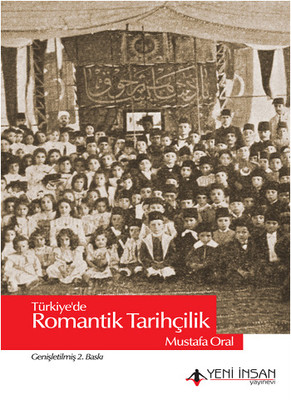 Türkiye'de
Romantik Tarihçilik
Mustafa Oral
Genişletilmiş 2. Baskı
YENİ İNSAN
yayınevi